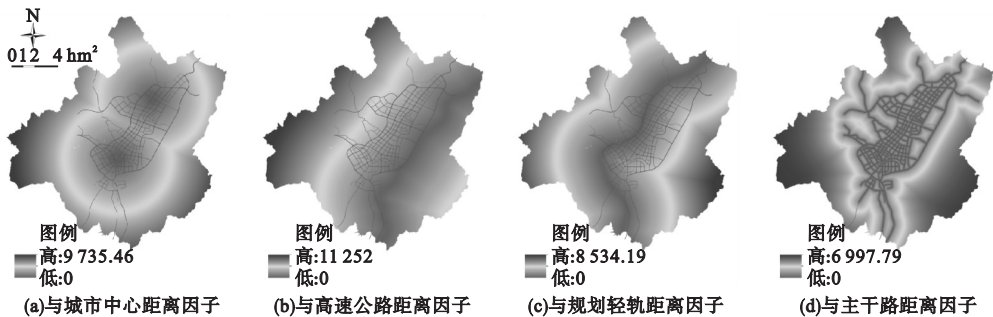 N
012 4 hm²
图例
高:9 735.46
低:0
(a)与城市中心距离因子
图例
高:11 252
低:0
(b)与高速公路距离因子
图例
高:8 534.19
低:0
(c)与规划轻轨距离因子
图例
高:6 997.79
低:0
(d)与主干路距离因子